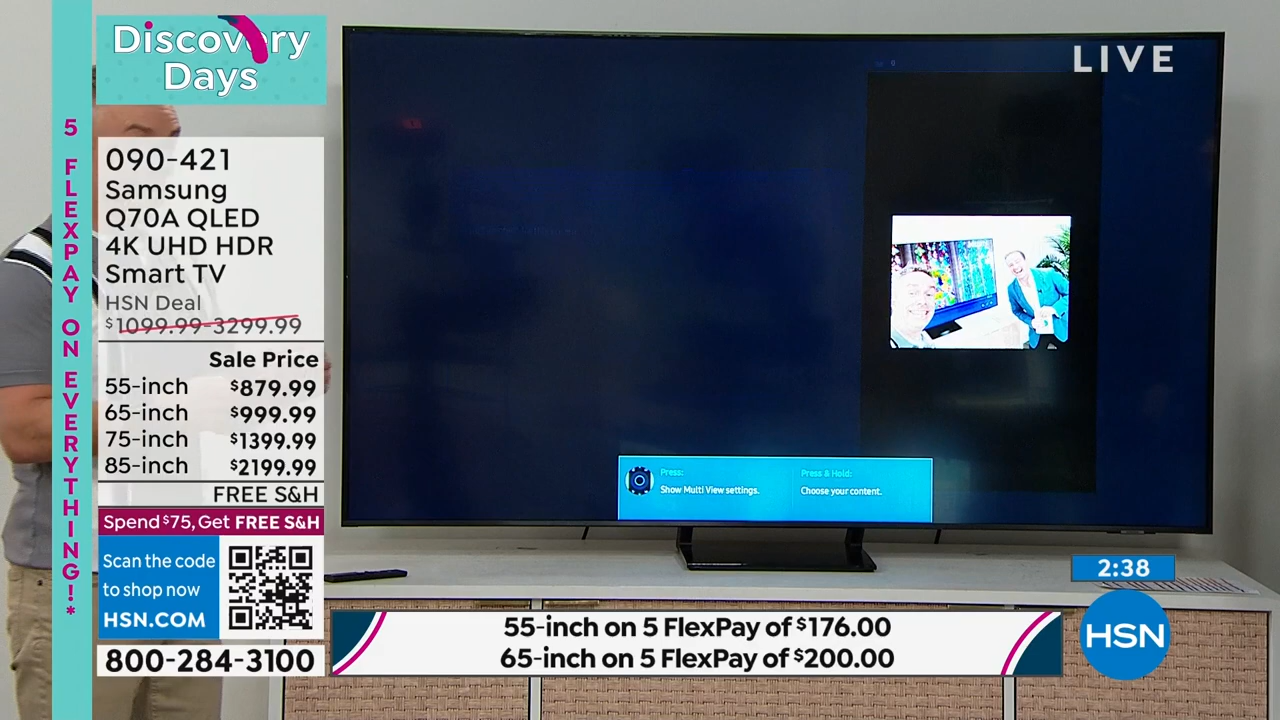 Discovery
Days
5 FLEXPAY ON EVERYTHING!*
090-421
Samsung
Q70A QLED
4K UHD HDR
Smart TV
HSN Deal
$1099.99-3299.99
Sale Price
55-inch $879.99
65-inch $999.99
75-inch $1399.99
85-inch $2199.99
FREE S&H
Spend $75, Get FREE S&H
Scan the code
to shop now
HSN.COM
800-284-3100
LIVE
Press:
Show Multi View settings.
Press & Hold:
Choose your content.
2:38
HSN
55-inch on 5 FlexPay of $176.00
65-inch on 5 FlexPay of $200.00